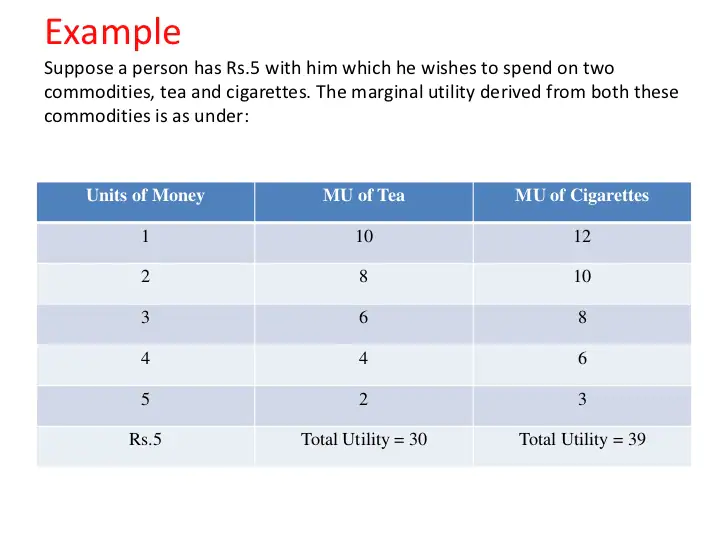 Example
Suppose a person has Rs.5 with him which he wishes to spend on two
commodities, tea and cigarettes. The marginal utility derived from both these
commodities is as under:
Units of Money MU of Tea MU of Cigarettes
1 10 12
2 8 10
3 6 8
4 4 6
5 2 3
Rs.5 Total Utility = 30 Total Utility = 39